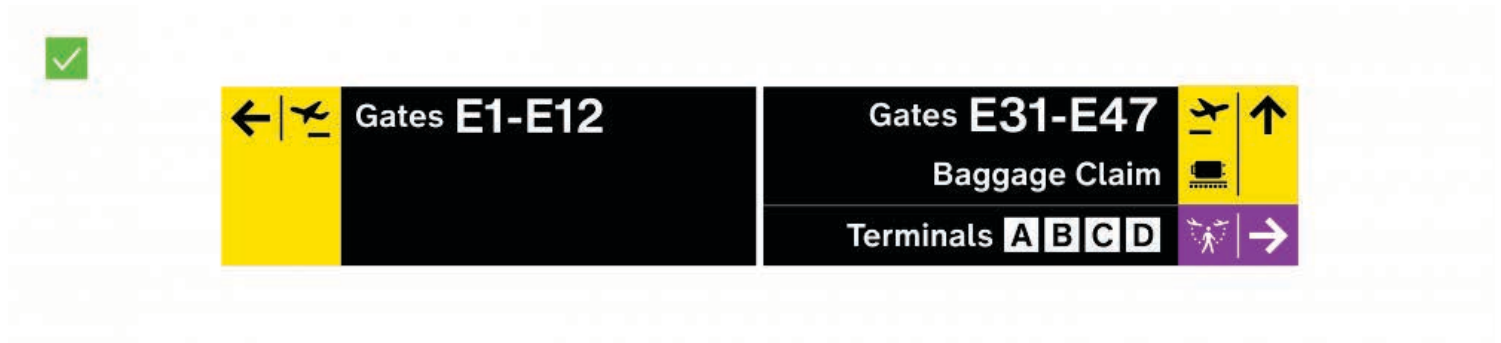 Gates E1-E12
Gates E31-E47
Baggage Claim
Terminals A B C D